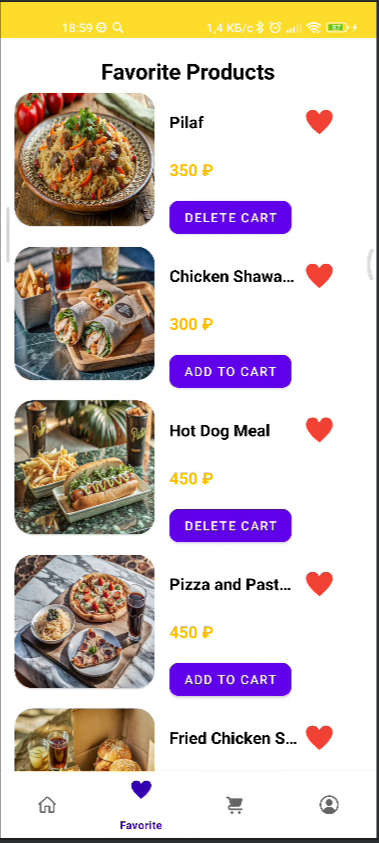 18:59
1,4 КБ/с 87
Favorite Products
Pilaf
350 ₽
DELETE CART
Chicken Shawa...
300 ₽
ADD TO CART
Hot Dog Meal
450 ₽
DELETE CART
Pizza and Past...
450 ₽
ADD TO CART
Fried Chicken S...
Favorite